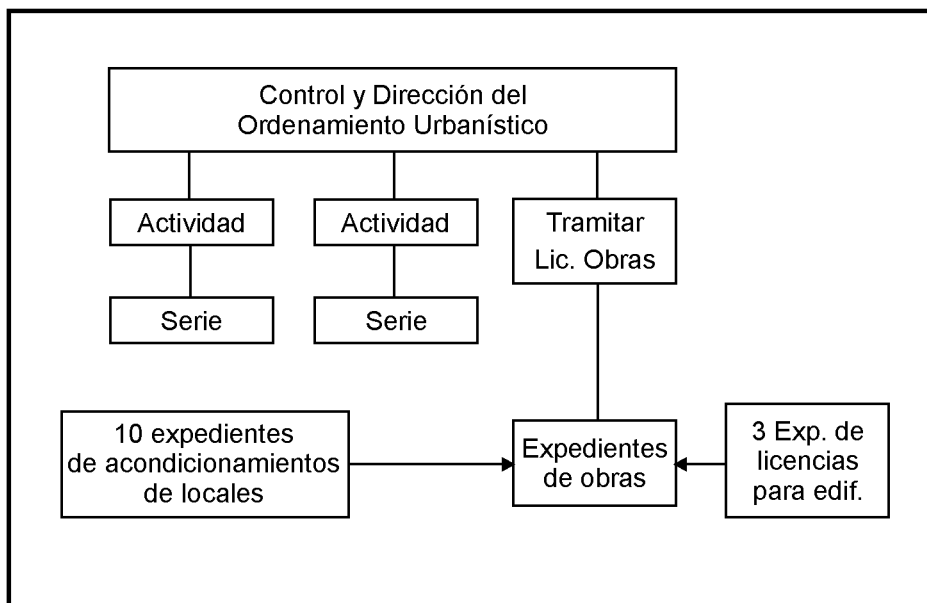 Control y Dirección del
Ordenamiento Urbanístico
Actividad
Actividad
Tramitar
Lic. Obras
Serie
Serie
10 expedientes
de acondicionamientos
de locales
Expedientes
de obras
3 Exp. de
licencias
para edif.